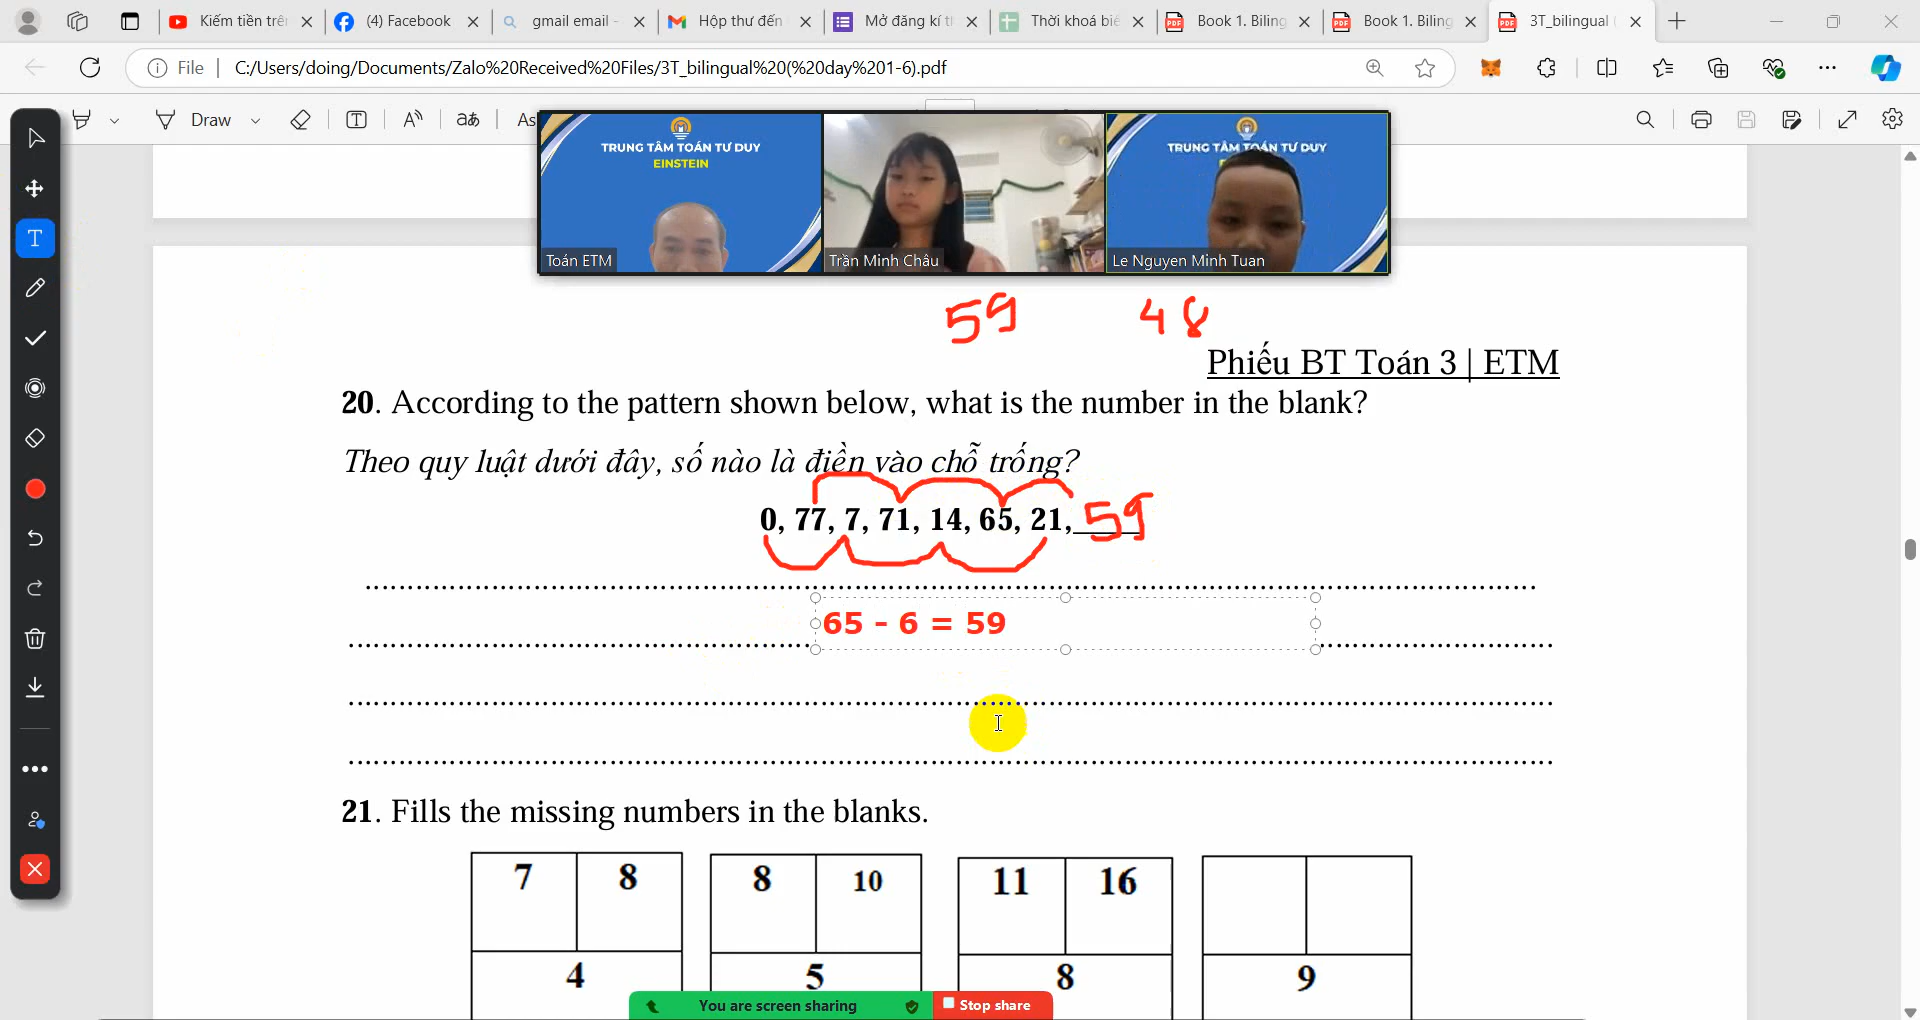 Kiếm tiền trê
(4) Facebook
gmail email -
Hộp thư đến
Mở đăng kí t
Thời khoá biể
Book 1. Biling
Book 1. Biling
3T_bilingual
File
C:/Users/doing/Documents/Zalo%20Received%20Files/3T_bilingual%20(%20day%201-6).pdf
Draw
aあ
As
TRUNG TÂM TOÁN TƯ DUY
EINSTEIN
Toán ETM
Trần Minh Châu
TRUNG TÂM TOÁN TƯ DUY
Le Nguyen Minh Tuan
59 48
Phiếu BT Toán 3 | ETM
20. According to the pattern shown below, what is the number in the blank?
Theo quy luật dưới đây, số nào là điền vào chỗ trống?
0, 77, 7, 71, 14, 65, 21, 59
65 - 6 = 59
21. Fills the missing numbers in the blanks.
7 8 8 10 11 16
4 5 8 9
You are screen sharing
Stop share